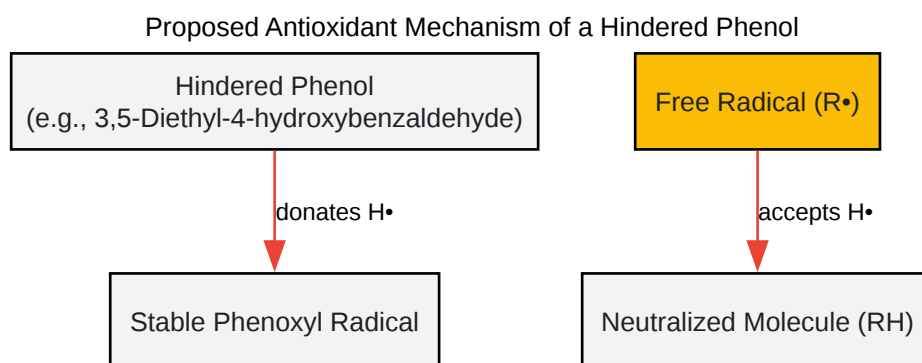 Proposed Antioxidant Mechanism of a Hindered Phenol
Hindered Phenol
(e.g., 3,5-Diethyl-4-hydroxybenzaldehyde)
Free Radical (R•)
donates H•
accepts H•
Stable Phenoxyl Radical
Neutralized Molecule (RH)